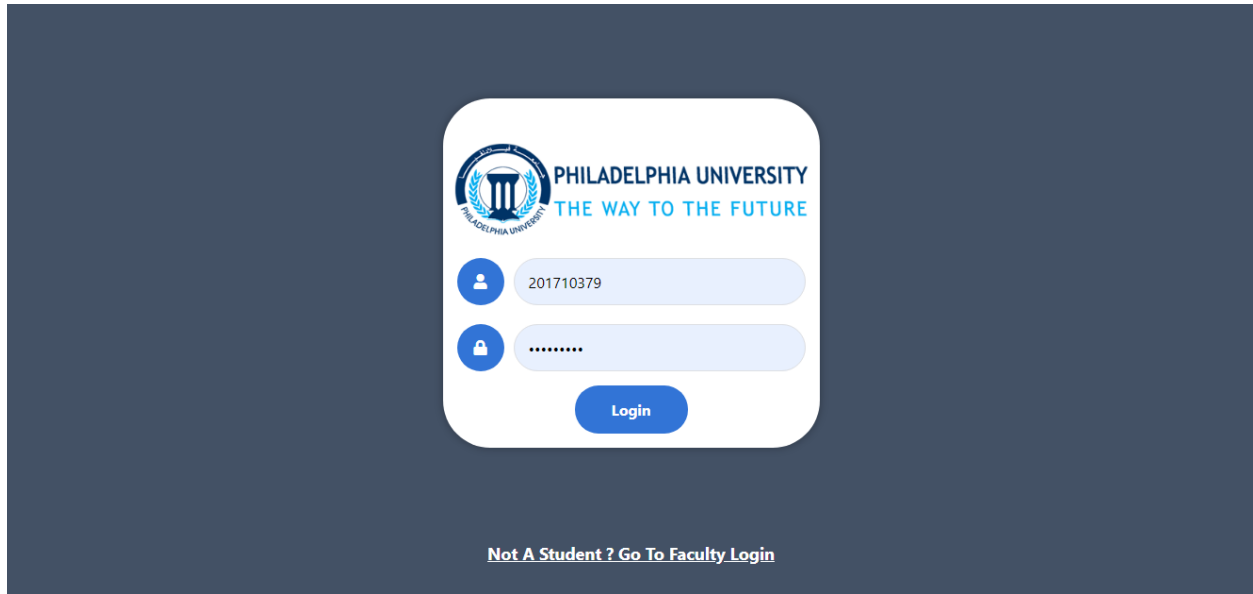 PHILADELPHIA UNIVERSITY
THE WAY TO THE FUTURE
PHILADELPHIA UNIVERSITY
201710379
•••••••••
Login
Not A Student ? Go To Faculty Login